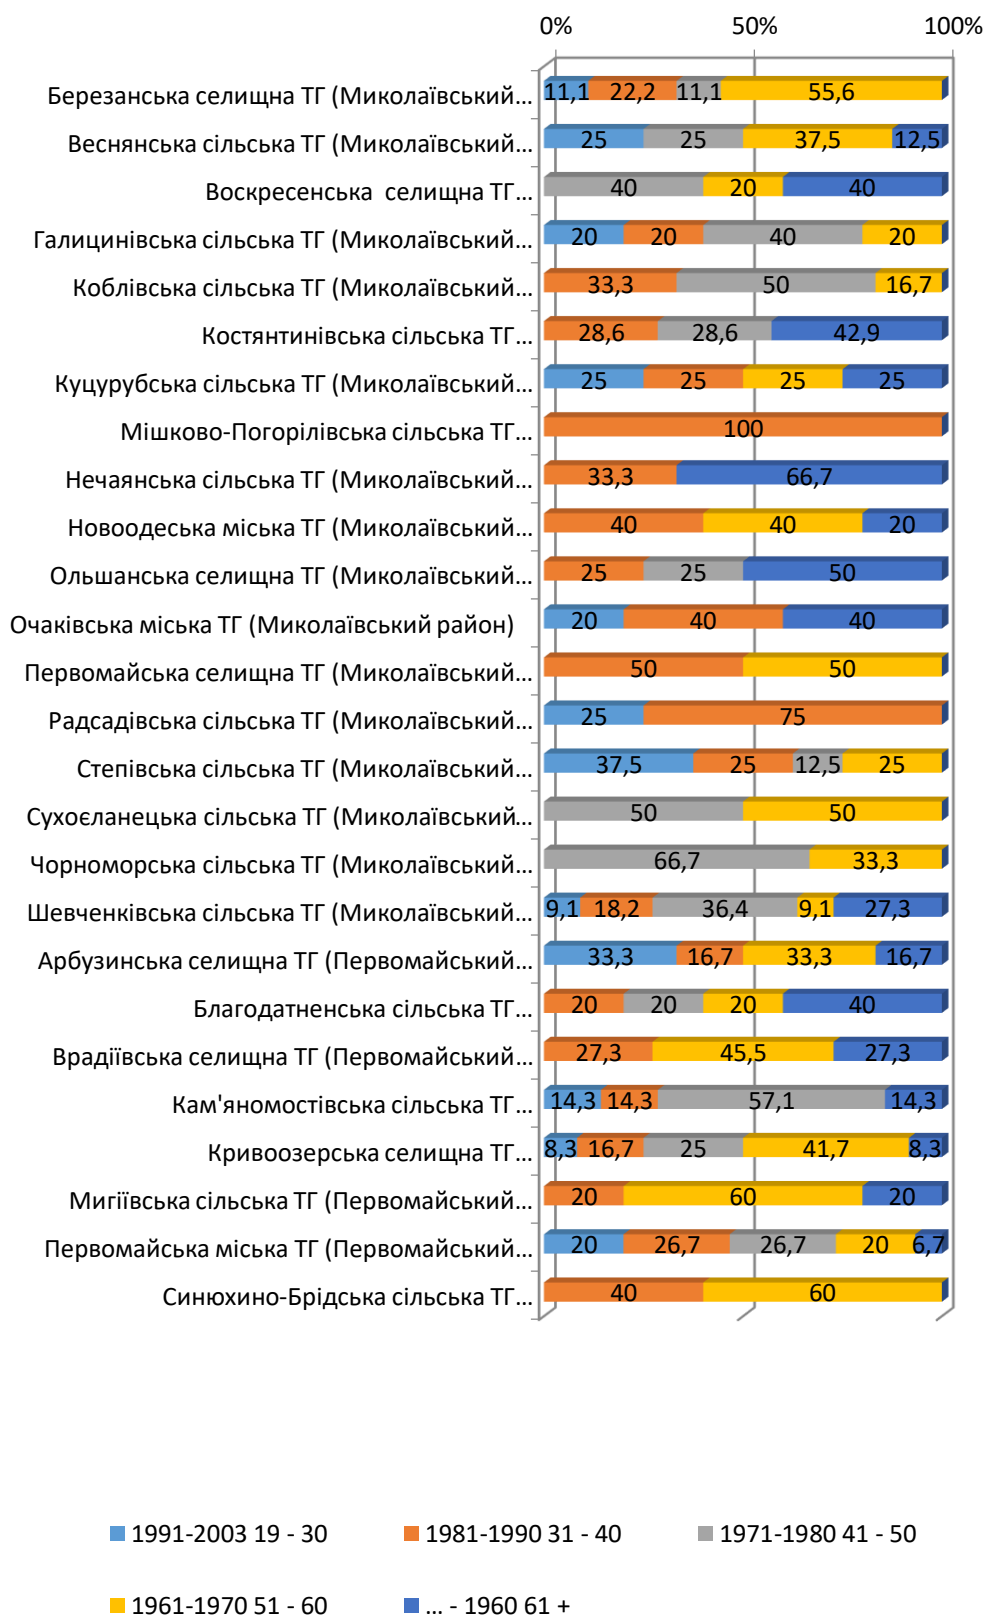 0% 50% 100%
Березанська селищна ТГ (Миколаївський... 11,1 22,2 11,1 55,6
Веснянська сільська ТГ (Миколаївський... 25 25 37,5 12,5
Воскресенська селищна ТГ... 40 20 40
Галицинівська сільська ТГ (Миколаївський... 20 20 40 20
Коблівська сільська ТГ (Миколаївський... 33,3 50 16,7
Костянтинівська сільська ТГ... 28,6 28,6 42,9
Куцурубська сільська ТГ (Миколаївський... 25 25 25 25
Мішково-Погорілівська сільська ТГ... 100
Нечаянська сільська ТГ (Миколаївський... 33,3 66,7
Новоодеська міська ТГ (Миколаївський... 40 40 20
Ольшанська селищна ТГ (Миколаївський... 25 25 50
Очаківська міська ТГ (Миколаївський район) 20 40 40
Первомайська селищна ТГ (Миколаївський... 50 50
Радсадівська сільська ТГ (Миколаївський... 25 75
Степівська сільська ТГ (Миколаївський... 37,5 25 12,5 25
Сухоєланецька сільська ТГ (Миколаївський... 50 50
Чорноморська сільська ТГ (Миколаївський... 66,7 33,3
Шевченківська сільська ТГ (Миколаївський... 9,1 18,2 36,4 9,1 27,3
Арбузинська селищна ТГ (Первомайський... 33,3 16,7 33,3 16,7
Благодатненська сільська ТГ... 20 20 20 40
Врадіївська селищна ТГ (Первомайський... 27,3 45,5 27,3
Кам'яномостівська сільська ТГ... 14,3 14,3 57,1 14,3
Кривоозерська селищна ТГ... 8,3 16,7 25 41,7 8,3
Мигіївська сільська ТГ (Первомайський... 20 60 20
Первомайська міська ТГ (Первомайський... 20 26,7 26,7 20 6,7
Синюхино-Брідська сільська ТГ... 40 60
1991-2003 19 - 30 1981-1990 31 - 40 1971-1980 41 - 50
1961-1970 51 - 60 ... - 1960 61 +